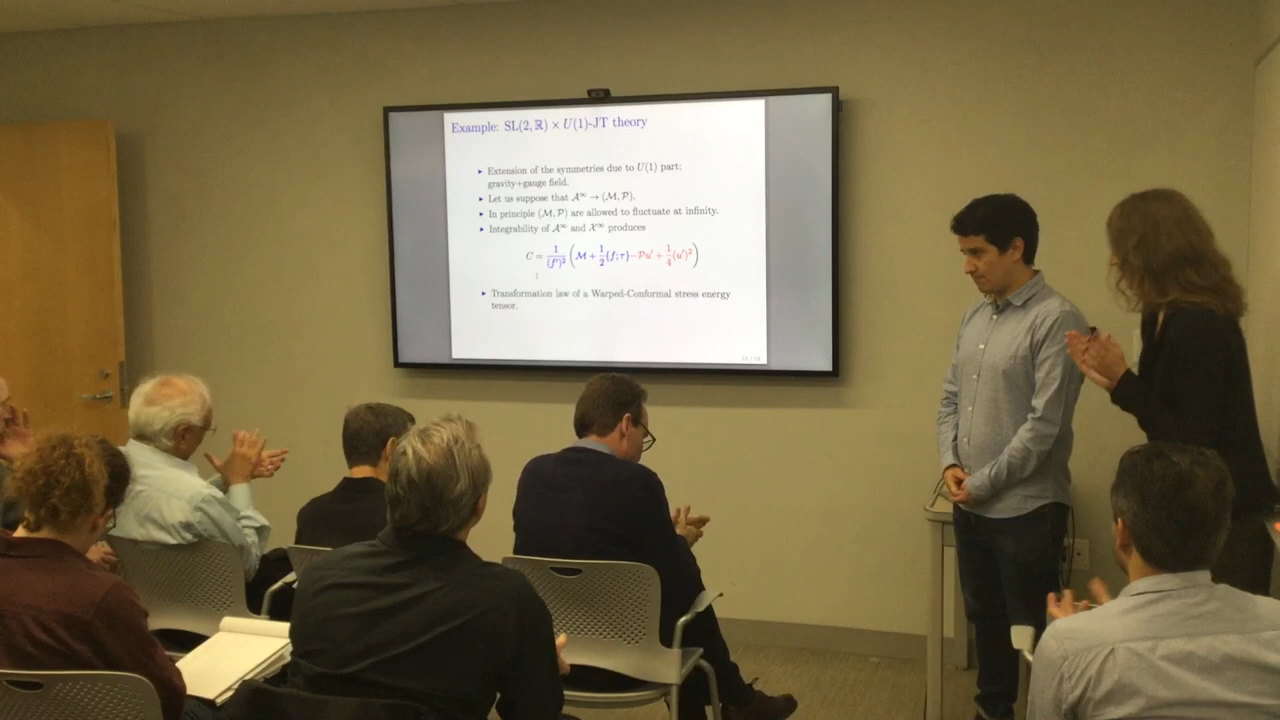 Example: SL(2, ℝ) × U(1)-JT theory
▸ Extension of the symmetries due to U(1) part:
gravity+gauge field.
▸ Let us suppose that 𝒜^∞ → (ℳ, 𝒫).
▸ In principle (ℳ, 𝒫) are allowed to fluctuate at infinity.
▸ Integrability of 𝒜^∞ and 𝒳^∞ produces
C = 1/(f′)² (ℳ + 1/2{f; τ} − 𝒫u′ + 1/4(u′)²)
▸ Transformation law of a Warped-Conformal stress energy
tensor.